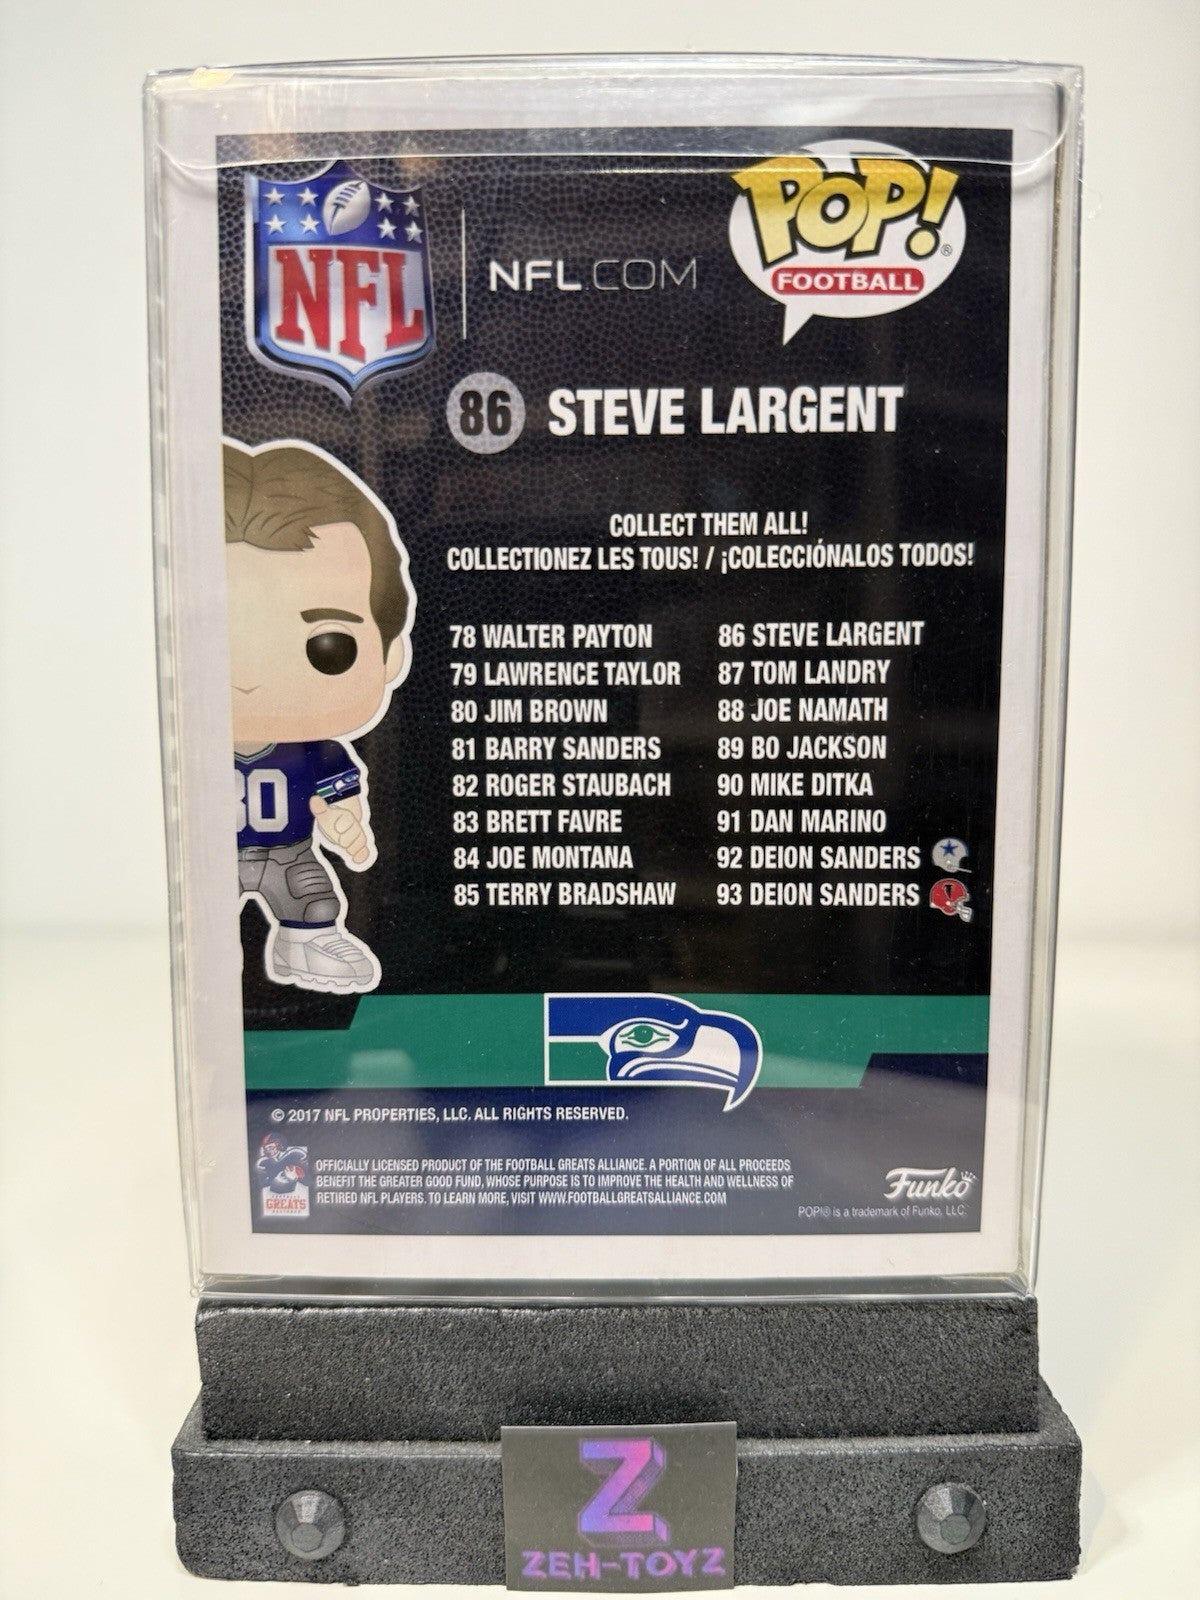 NFL
NFL.COM
POP!®
FOOTBALL
86 STEVE LARGENT
COLLECT THEM ALL!
COLLECTIONEZ LES TOUS! / ¡COLECCIÓNALOS TODOS!
78 WALTER PAYTON
79 LAWRENCE TAYLOR
80 JIM BROWN
81 BARRY SANDERS
82 ROGER STAUBACH
83 BRETT FAVRE
84 JOE MONTANA
85 TERRY BRADSHAW
86 STEVE LARGENT
87 TOM LANDRY
88 JOE NAMATH
89 BO JACKSON
90 MIKE DITKA
91 DAN MARINO
92 DEION SANDERS
93 DEION SANDERS
80
© 2017 NFL PROPERTIES, LLC. ALL RIGHTS RESERVED.
GREATS
OFFICIALLY LICENSED PRODUCT OF THE FOOTBALL GREATS ALLIANCE. A PORTION OF ALL PROCEEDS
BENEFIT THE GREATER GOOD FUND, WHOSE PURPOSE IS TO IMPROVE THE HEALTH AND WELLNESS OF
RETIRED NFL PLAYERS. TO LEARN MORE, VISIT WWW.FOOTBALLGREATSALLIANCE.COM
Funko
POP!® is a trademark of Funko, LLC.
Z
ZEH-TOYZ